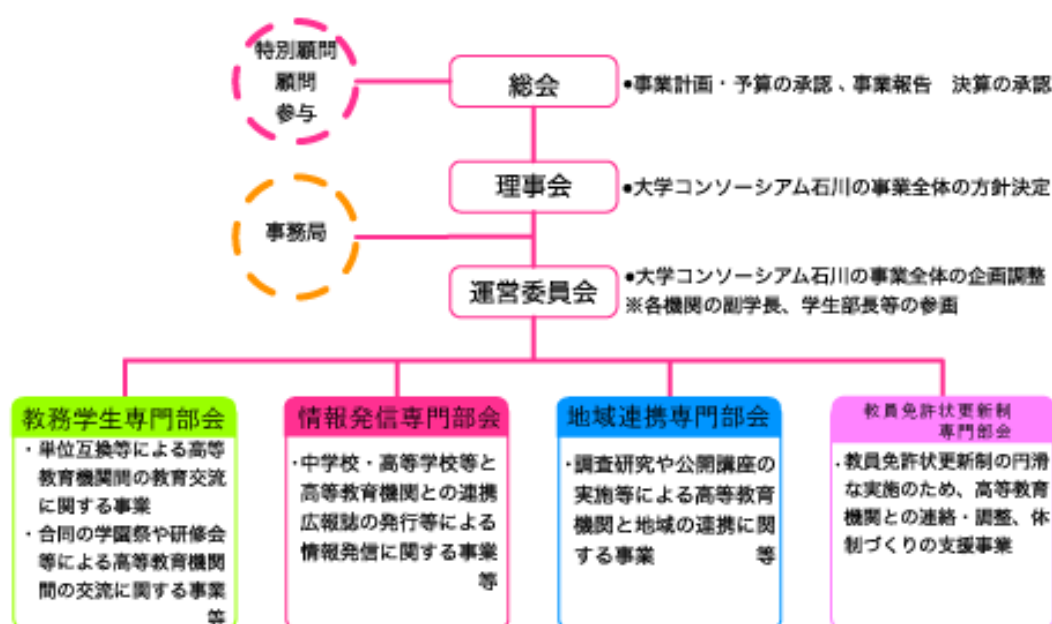 特別顧問
顧問
参与
総会
●事業計画・予算の承認、事業報告　決算の承認
理事会
●大学コンソーシアム石川の事業全体の方針決定
事務局
運営委員会
●大学コンソーシアム石川の事業全体の企画調整
※各機関の副学長、学生部長等の参画
教務学生専門部会
・単位互換等による高等
教育機関間の教育交流
に関する事業
・合同の学園祭や研修会
等による高等教育機関
間の交流に関する事業
等
情報発信専門部会
・中学校・高等学校等と
高等教育機関との連携
広報誌の発行等による
情報発信に関する事業
等
地域連携専門部会
・調査研究や公開講座の
実施等による高等教育
機関と地域の連携に関
する事業　等
教員免許状更新制
専門部会
・教員免許状更新制の円滑
な実施のため、高等教育
機関との連絡・調整、体
制づくりの支援事業